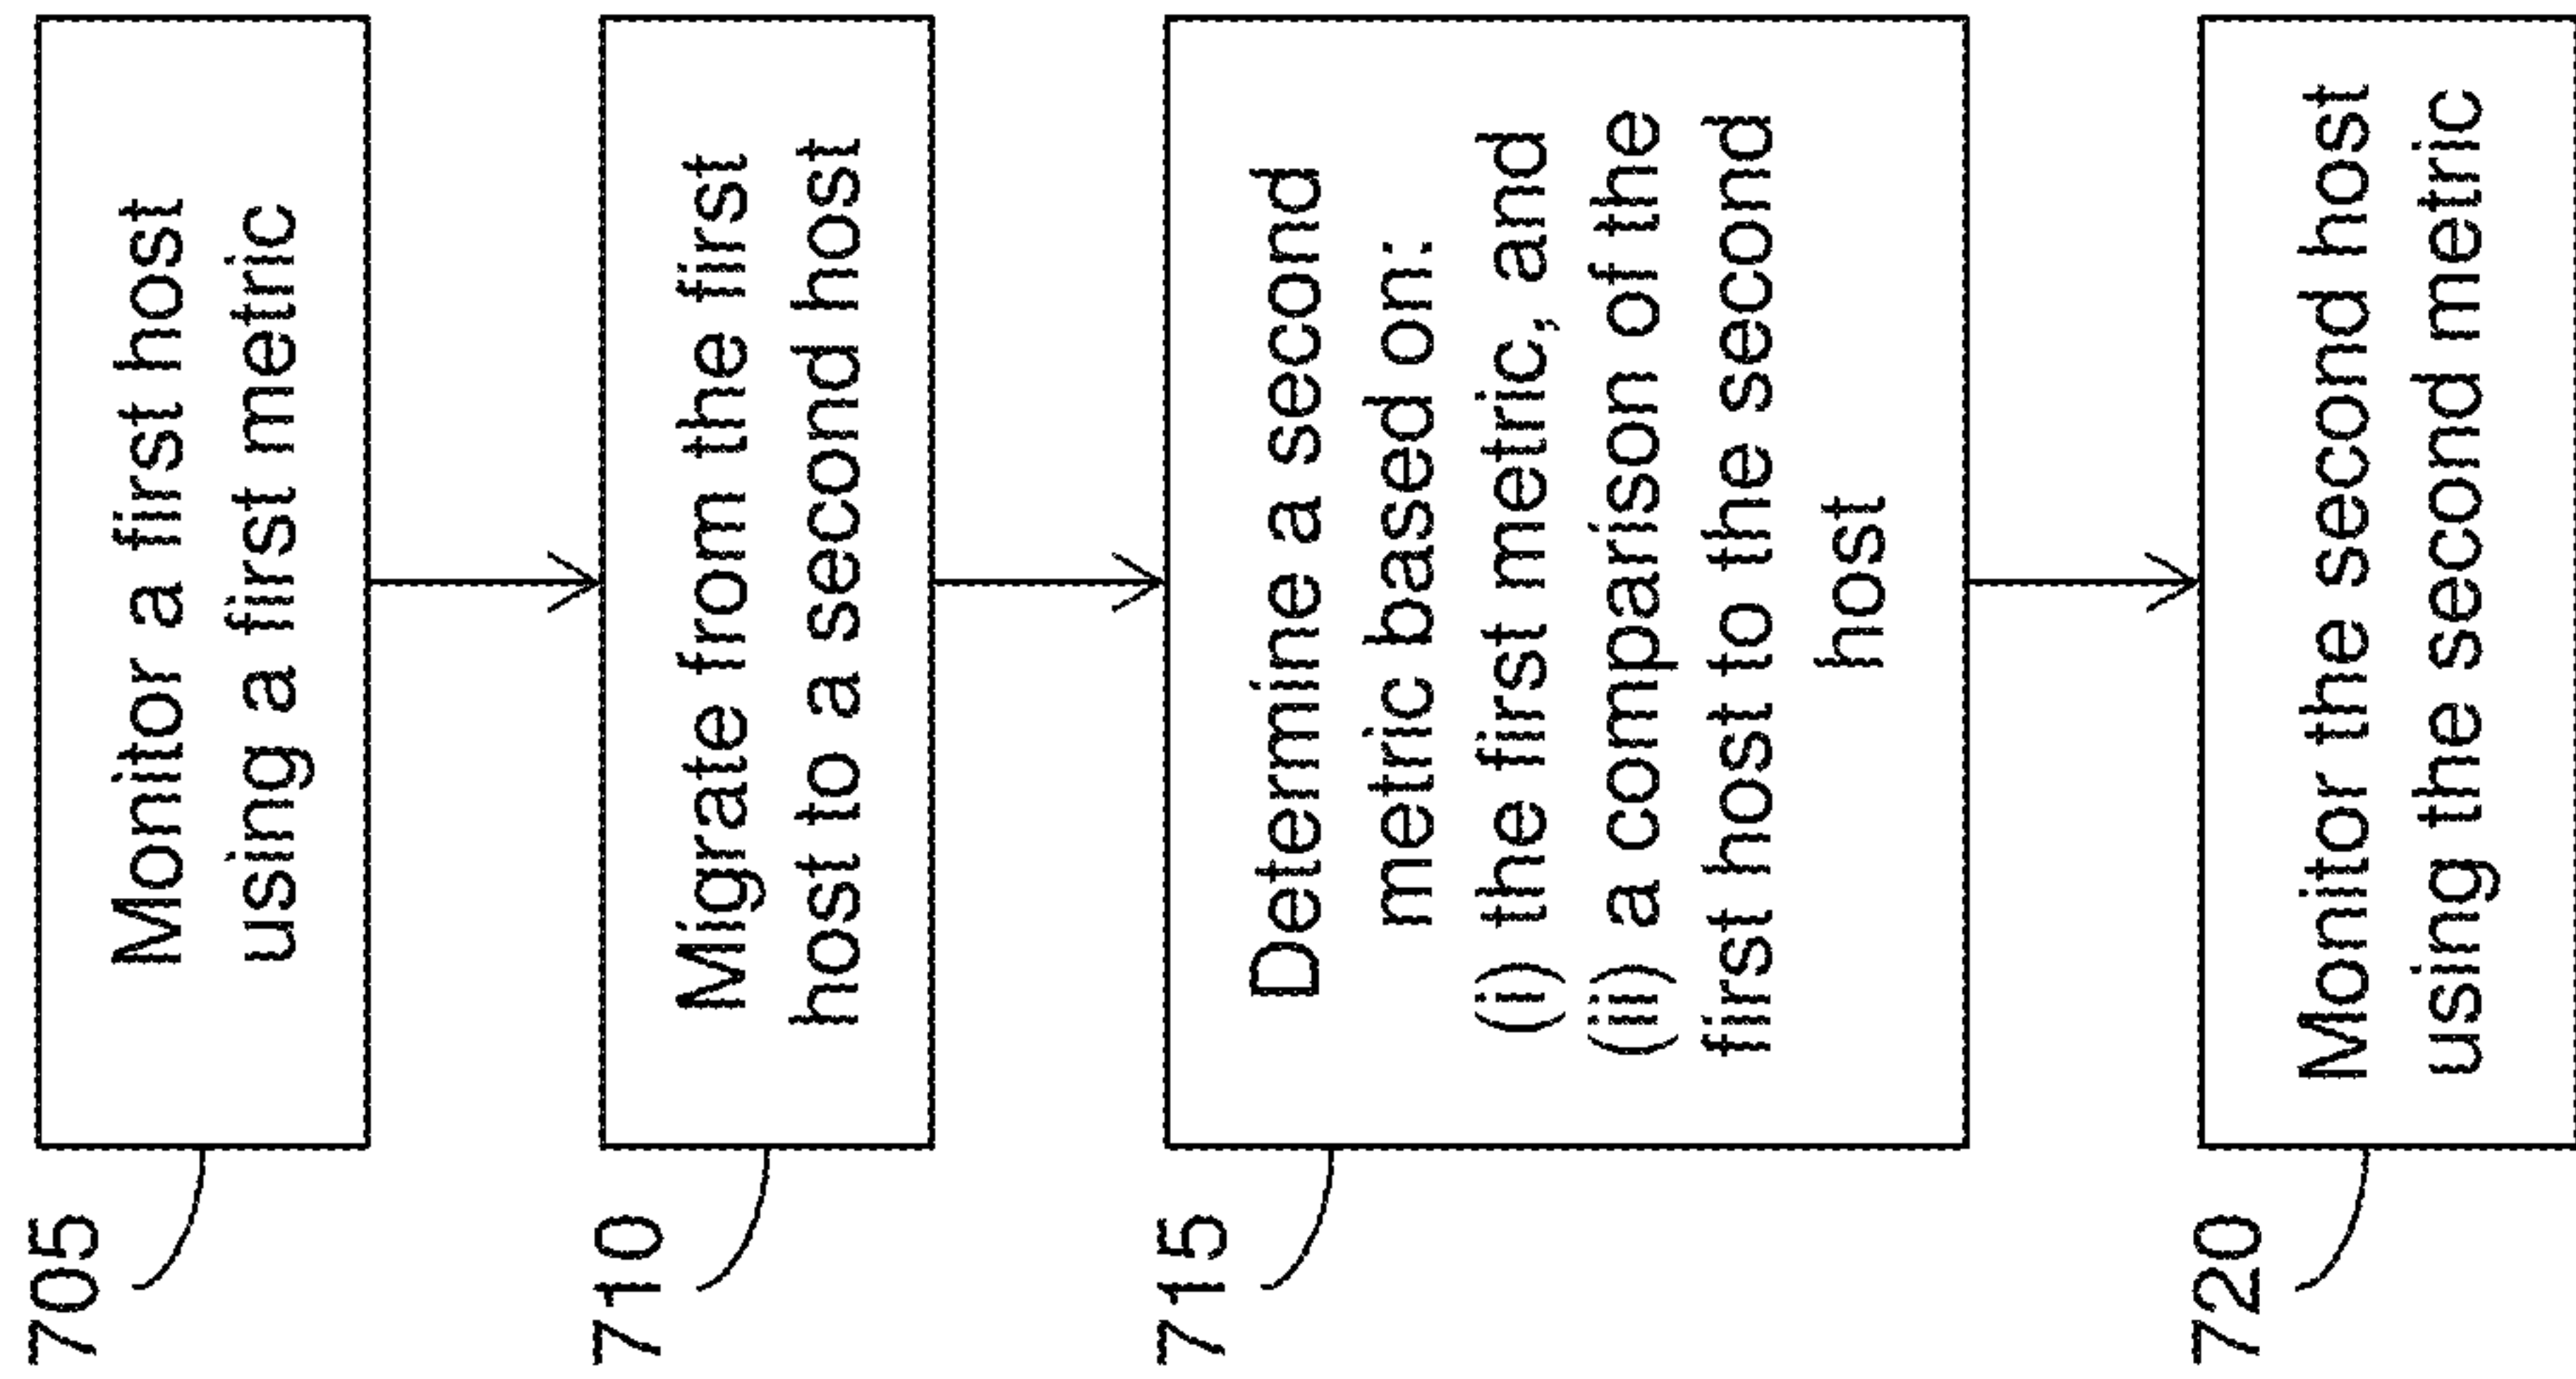 705
Monitor a first host
using a first metric
710
Migrate from the first
host to a second host
715
Determine a second
metric based on:
(i) the first metric, and
(ii) a comparison of the
first host to the second
host
720
Monitor the second host
using the second metric